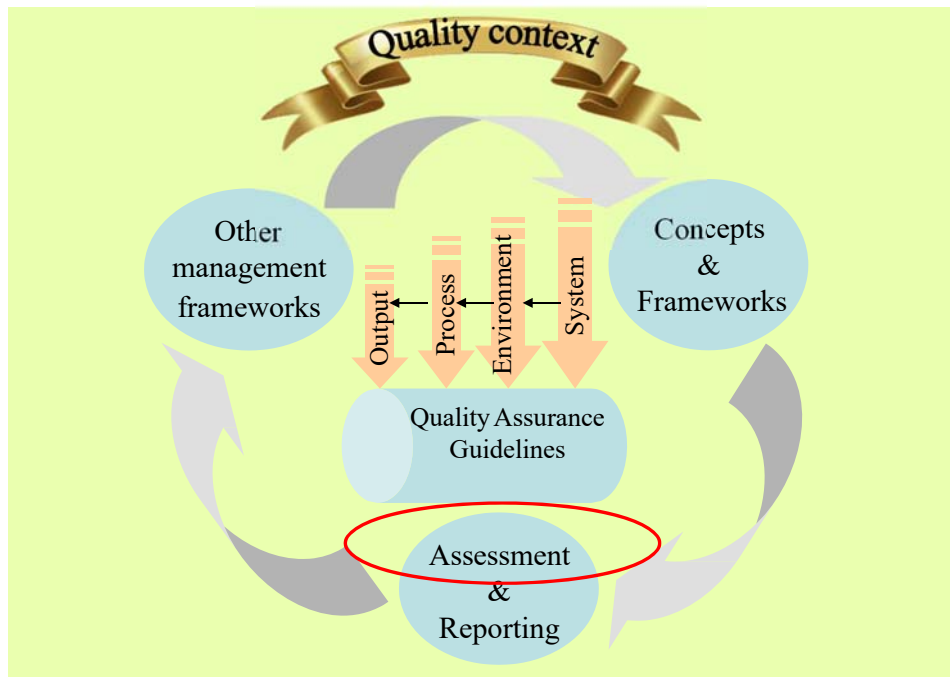 Quality context
Other
management
frameworks
Concepts
&
Frameworks
Output
Process
Environment
System
Quality Assurance
Guidelines
Assessment
&
Reporting